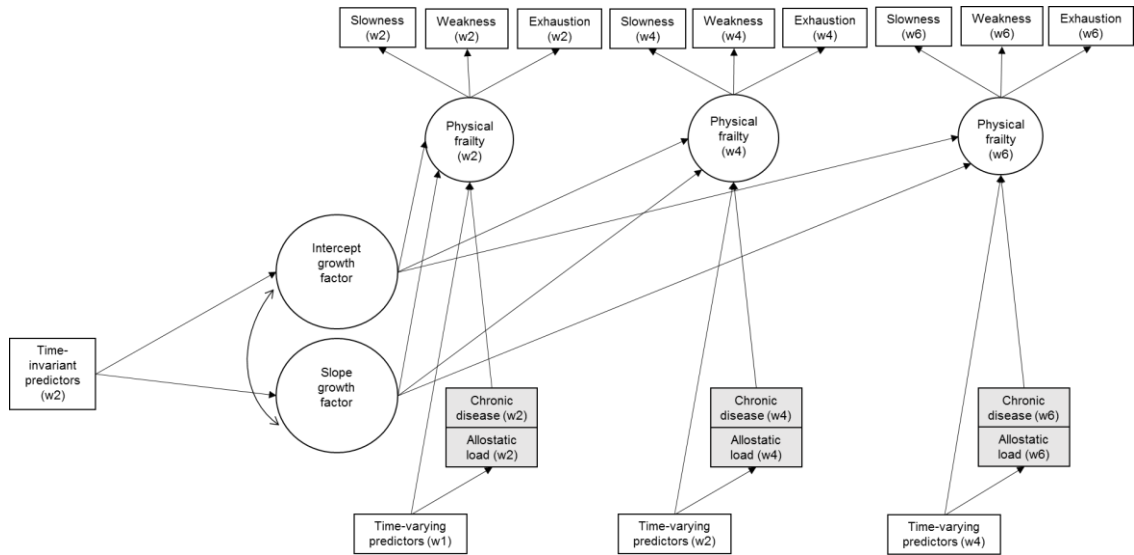 Slowness
(w2)
Weakness
(w2)
Exhaustion
(w2)
Slowness
(w4)
Weakness
(w4)
Exhaustion
(w4)
Slowness
(w6)
Weakness
(w6)
Exhaustion
(w6)
Physical
frailty
(w2)
Physical
frailty
(w4)
Physical
frailty
(w6)
Intercept
growth
factor
Time-
invariant
predictors
(w2)
Slope
growth
factor
Chronic
disease (w2)
Allostatic
load (w2)
Chronic
disease (w4)
Allostatic
load (w4)
Chronic
disease (w6)
Allostatic
load (w6)
Time-varying
predictors (w1)
Time-varying
predictors (w2)
Time-varying
predictors (w4)